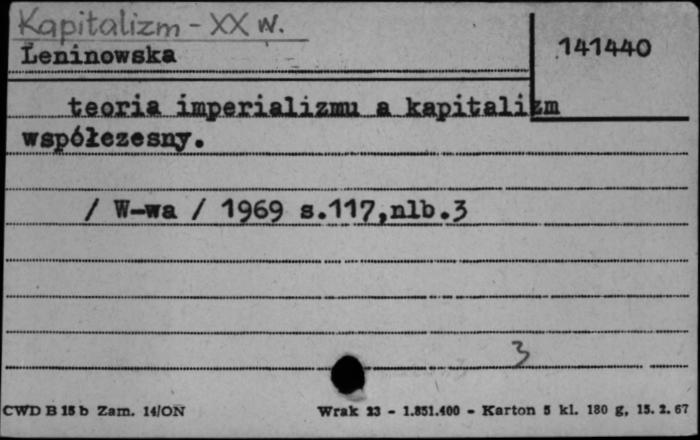 Kapitalizm - XX w.
Leninowska
141440
teoria imperializmu a kapitalizm
współczesny.
/ W-wa / 1969 s.117,nlb.3
3
CWD B 15 b Zam. 14/ON Wrak 23 - 1.851.400 - Karton 5 kl. 180 g, 15. 2. 67